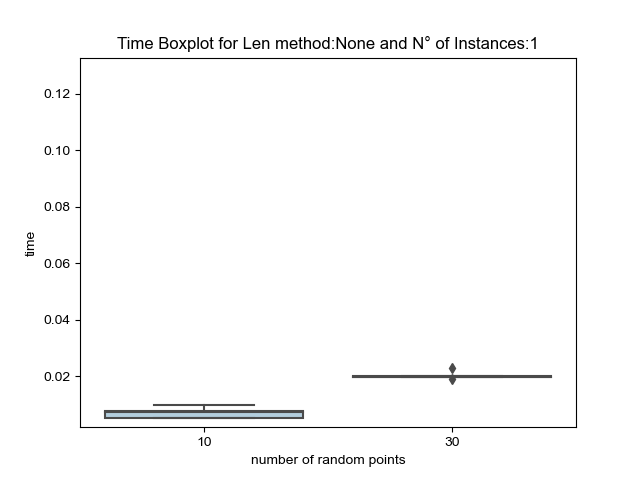 Time Boxplot for Len method:None and N° of Instances:1
0.12
0.10
0.08
0.06
0.04
0.02
time
10 30
number of random points